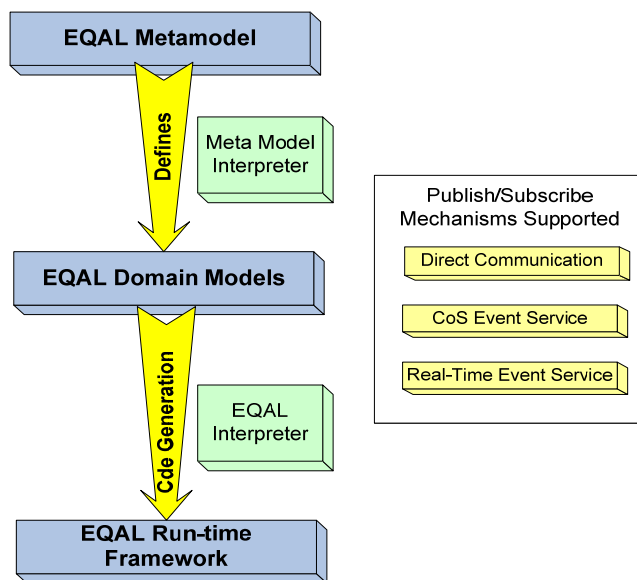 EQAL Metamodel
Defines
Meta Model
Interpreter
EQAL Domain Models
Cde Generation
EQAL
Interpreter
EQAL Run-time
Framework
Publish/Subscribe
Mechanisms Supported
Direct Communication
CoS Event Service
Real-Time Event Service